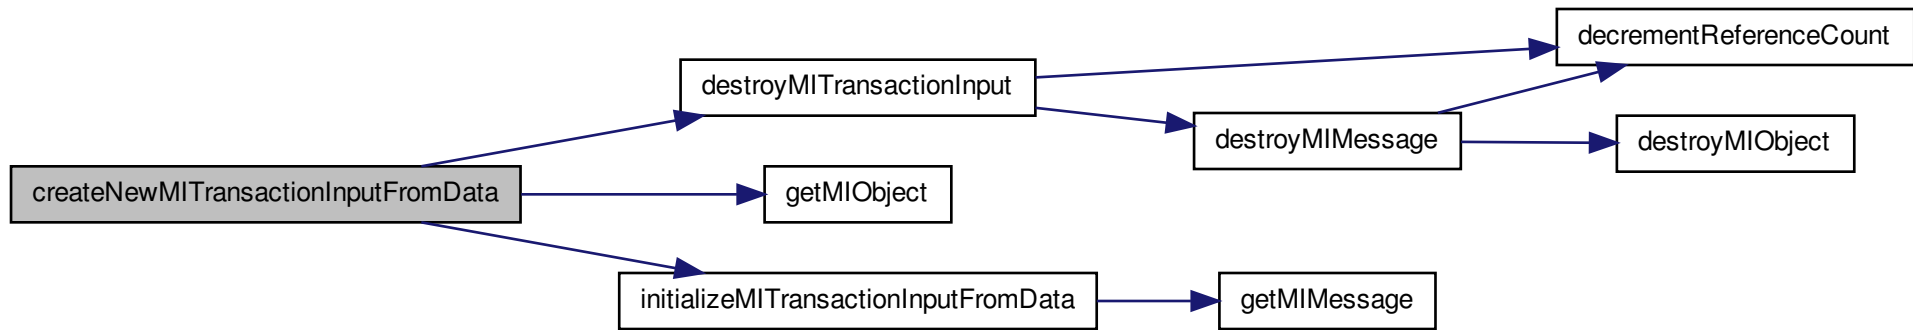 decrementReferenceCount
destroyMITransactionInput
destroyMIMessage
destroyMIObject
createNewMITransactionInputFromData
getMIObject
initializeMITransactionInputFromData
getMIMessage